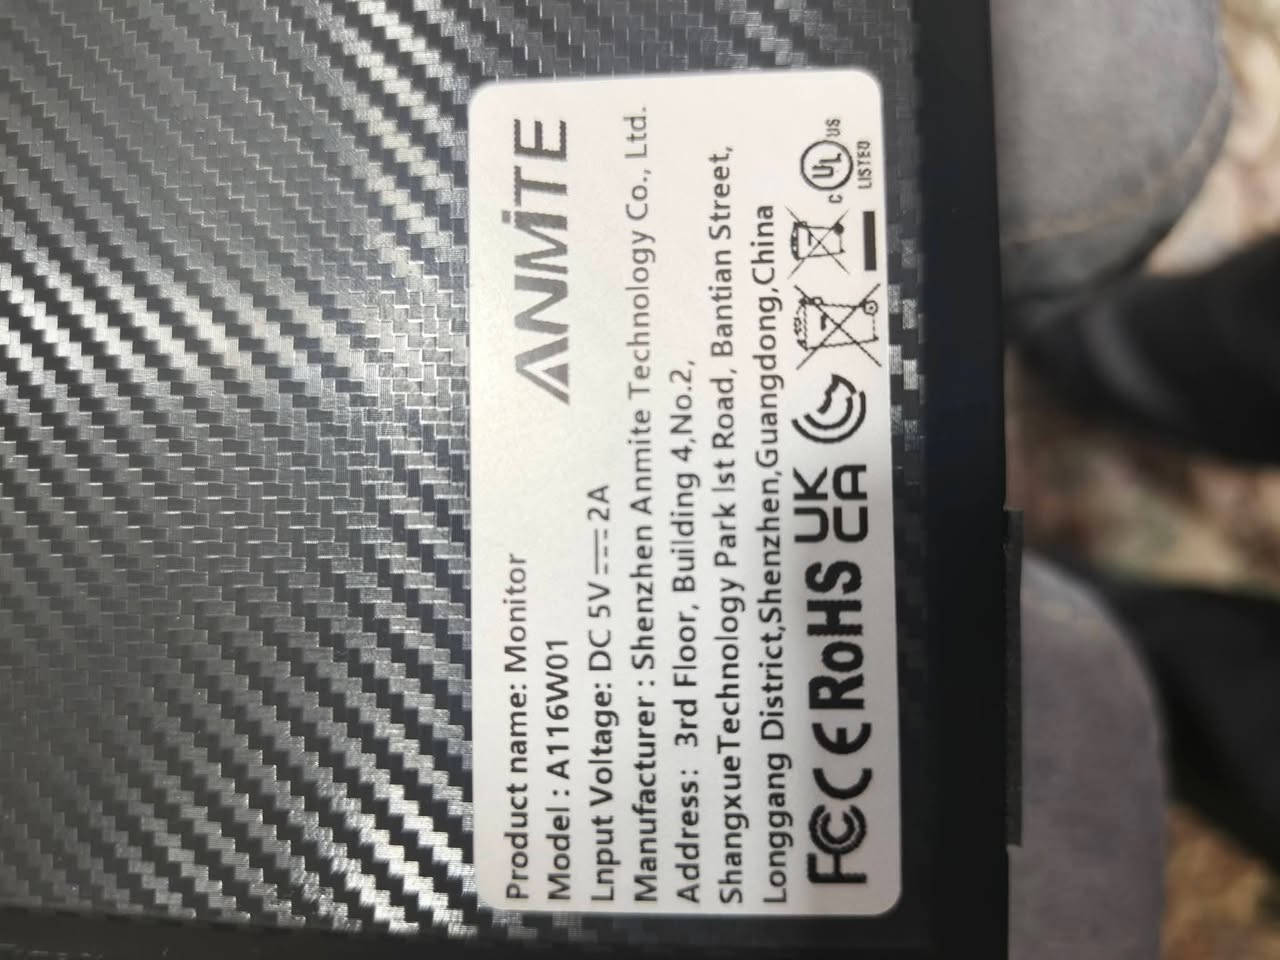 ANMITE
Product name: Monitor
Model : A116W01
Lnput Voltage: DC 5V⎓2A
Manufacturer : Shenzhen Anmite Technology Co., Ltd.
Address: 3rd Floor, Building 4,No.2,
ShangxueTechnology Park Ist Road, Bantian Street,
Longgang District,Shenzhen,Guangdong,China
FC CE RoHS UK CA C UL US LISTED